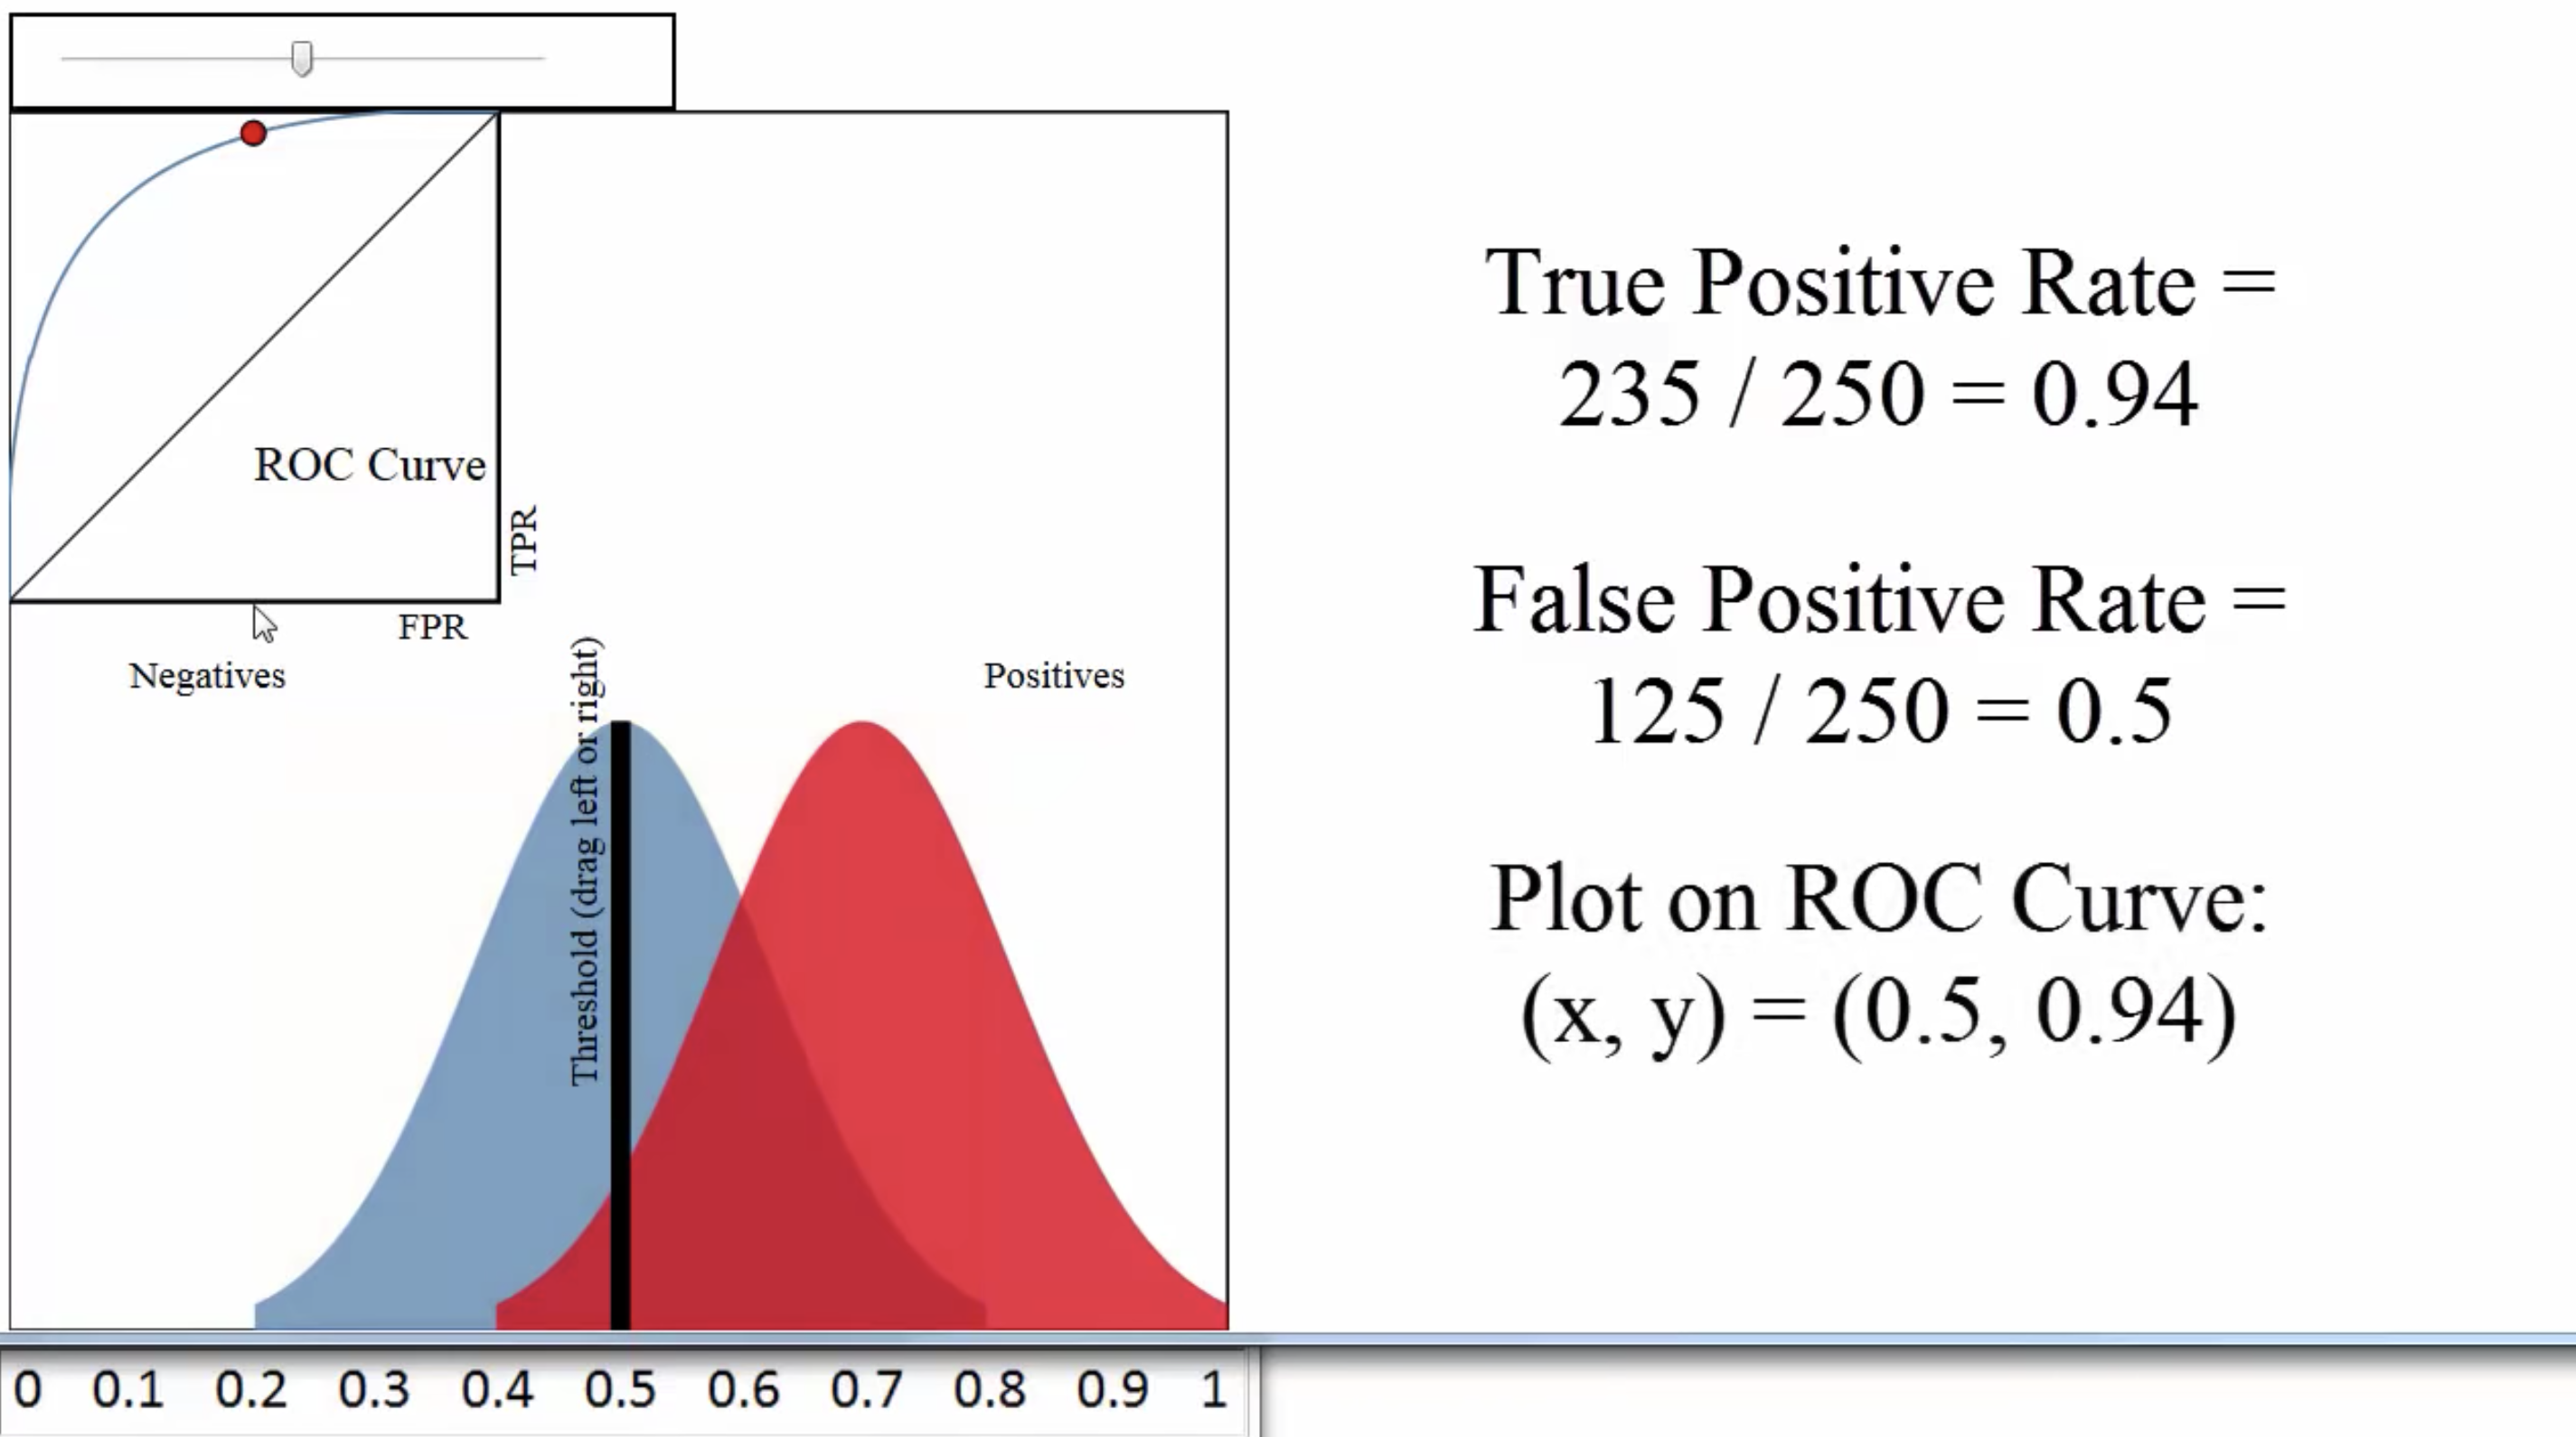 ROC Curve
TPR
FPR
Negatives
Positives
Threshold (drag left or right)
0 0.1 0.2 0.3 0.4 0.5 0.6 0.7 0.8 0.9 1
True Positive Rate =
235 / 250 = 0.94
False Positive Rate =
125 / 250 = 0.5
Plot on ROC Curve:
(x, y) = (0.5, 0.94)